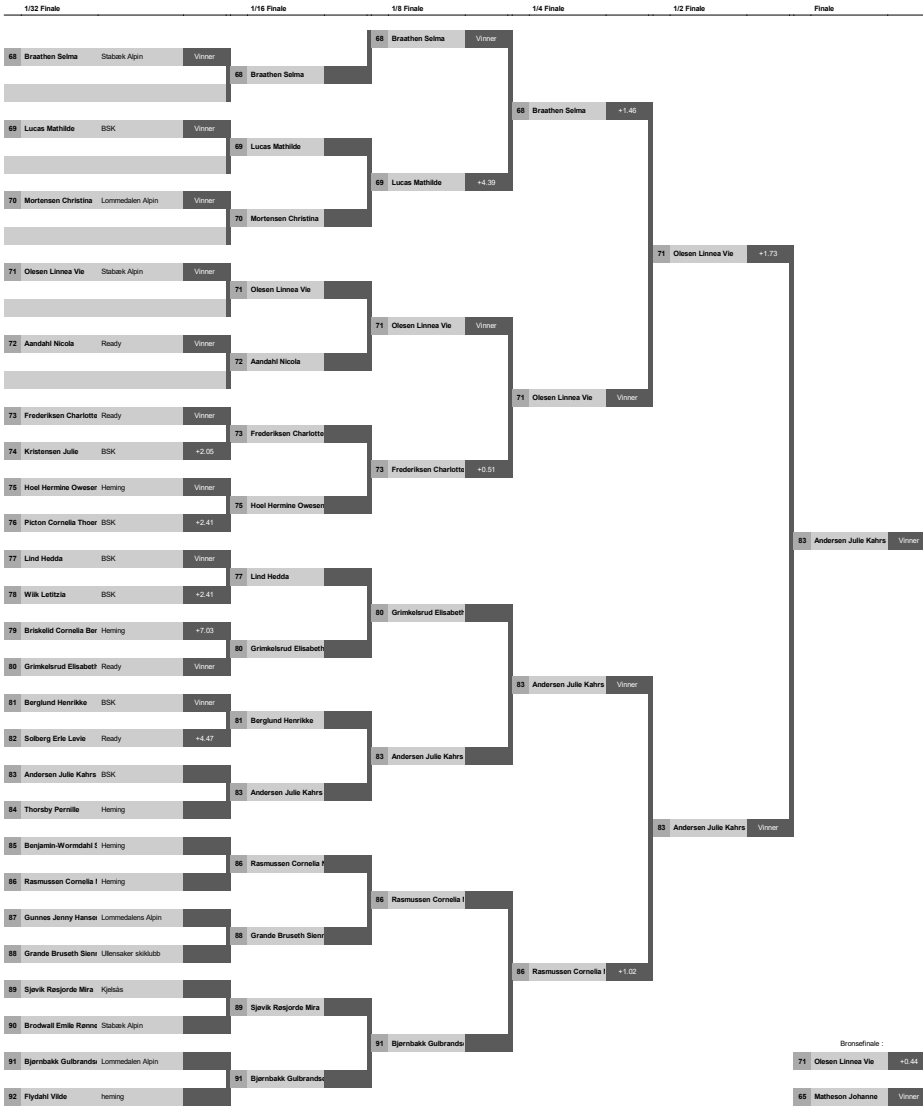 1/32 Finale 1/16 Finale 1/8 Finale 1/4 Finale 1/2 Finale Finale
68 Braathen Selma Vinner
68 Braathen Selma Stabæk Alpin Vinner
68 Braathen Selma
68 Braathen Selma +1.46
69 Lucas Mathilde BSK Vinner
69 Lucas Mathilde
69 Lucas Mathilde +4.39
70 Mortensen Christina Lommedalen Alpin Vinner
70 Mortensen Christina
71 Olesen Linnea Vie +1.73
71 Olesen Linnea Vie Stabæk Alpin Vinner
71 Olesen Linnea Vie
71 Olesen Linnea Vie Vinner
72 Aandahl Nicola Ready Vinner
72 Aandahl Nicola
71 Olesen Linnea Vie Vinner
73 Frederiksen Charlotte Ready Vinner
73 Frederiksen Charlotte
74 Kristensen Julie BSK +2.05
73 Frederiksen Charlotte +0.51
75 Hoel Hermine Owesen Heming Vinner
75 Hoel Hermine Owesen
76 Picton Cornelia Thoer BSK +2.41
83 Andersen Julie Kahrs Vinner
77 Lind Hedda BSK Vinner
77 Lind Hedda
78 Wiik Letitzia BSK +2.41
80 Grimkelsrud Elisabeth
79 Briskelid Cornelia Ber Heming +7.03
80 Grimkelsrud Elisabeth
80 Grimkelsrud Elisabeth Ready Vinner
83 Andersen Julie Kahrs Vinner
81 Berglund Henrikke BSK Vinner
81 Berglund Henrikke
82 Solberg Erle Levie Ready +4.47
83 Andersen Julie Kahrs
83 Andersen Julie Kahrs BSK
83 Andersen Julie Kahrs
84 Thorsby Pernille Heming
83 Andersen Julie Kahrs Vinner
85 Benjamin-Wormdahl S Heming
86 Rasmussen Cornelia
86 Rasmussen Cornelia Heming
86 Rasmussen Cornelia
87 Gunnes Jenny Hansen Lommedalens Alpin
88 Grande Bruseth Sienn
88 Grande Bruseth Sienn Ullensaker skiklubb
86 Rasmussen Cornelia +1.02
89 Sjøvik Røsjorde Mira Kjelsås
89 Sjøvik Røsjorde Mira
90 Brodwall Emilie Rønne Stabæk Alpin
91 Bjørnbakk Gulbrands
Bronsefinale :
91 Bjørnbakk Gulbrands Lommedalen Alpin
71 Olesen Linnea Vie +0.44
91 Bjørnbakk Gulbrands
92 Flydahl Vilde heming
65 Matheson Johanne Vinner